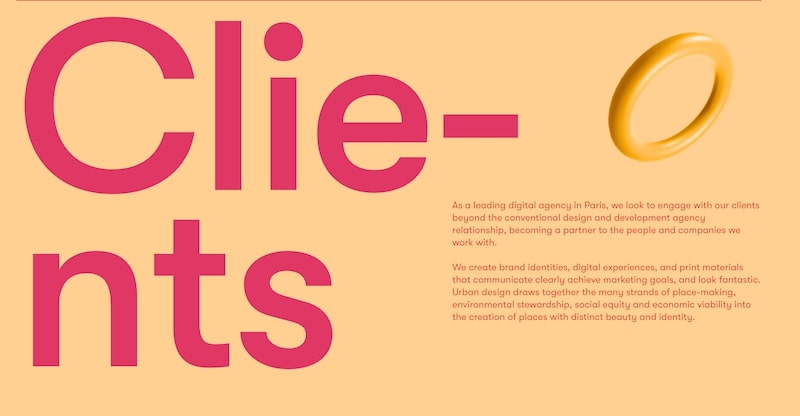 Clie-
nts
As a leading digital agency in Paris, we look to engage with our clients
beyond the conventional design and development agency
relationship, becoming a partner to the people and companies we
work with.
We create brand identities, digital experiences, and print materials
that communicate clearly achieve marketing goals, and look fantastic.
Urban design draws together the many strands of place-making,
environmental stewardship, social equity and economic viability into
the creation of places with distinct beauty and identity.